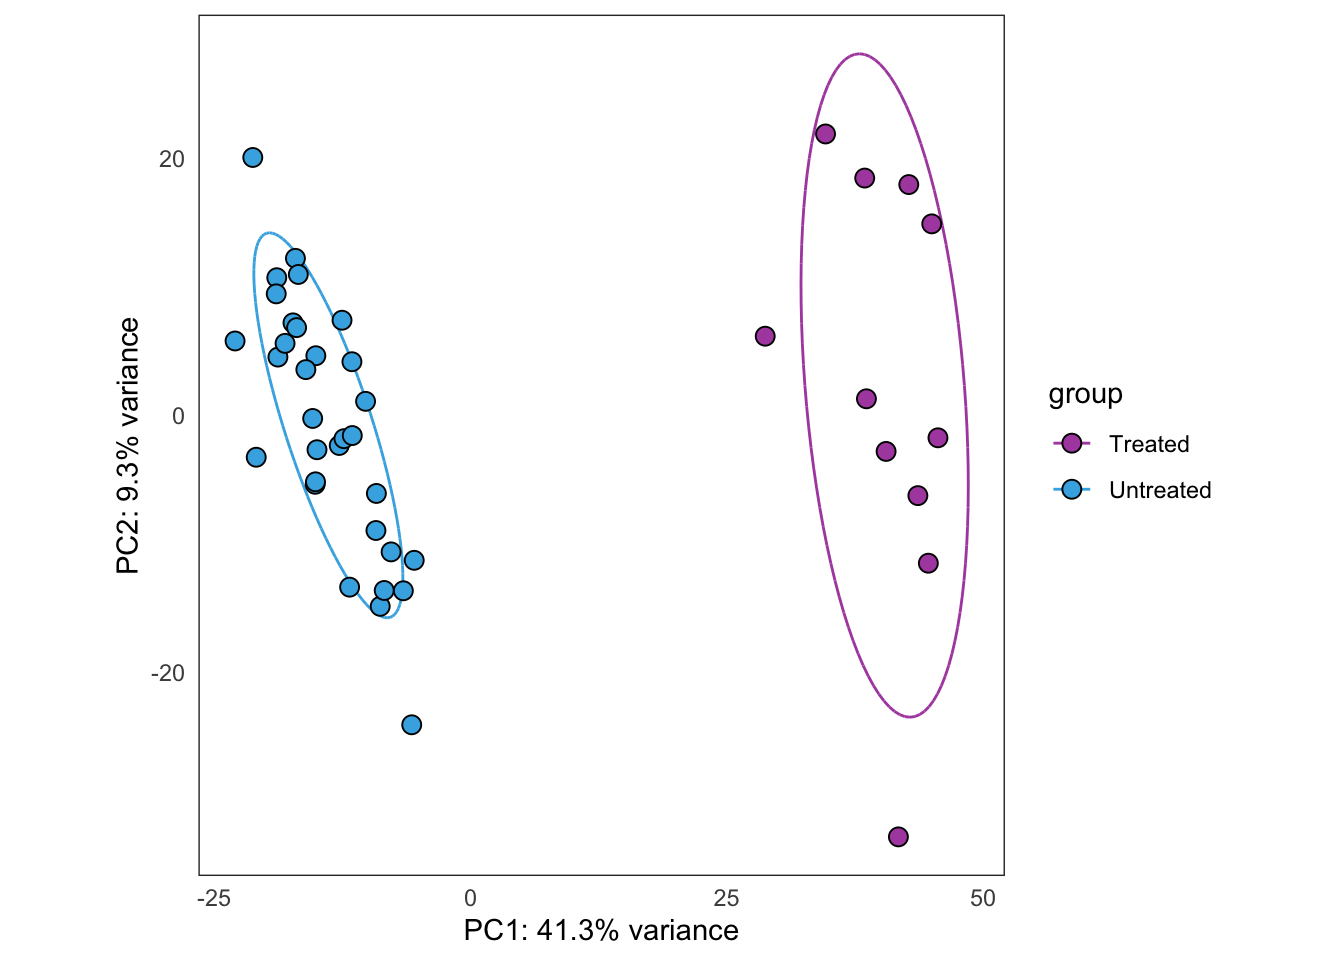 20
0
-20
-25
0
25
50
PC1: 41.3% variance
PC2: 9.3% variance
group
Treated
Untreated